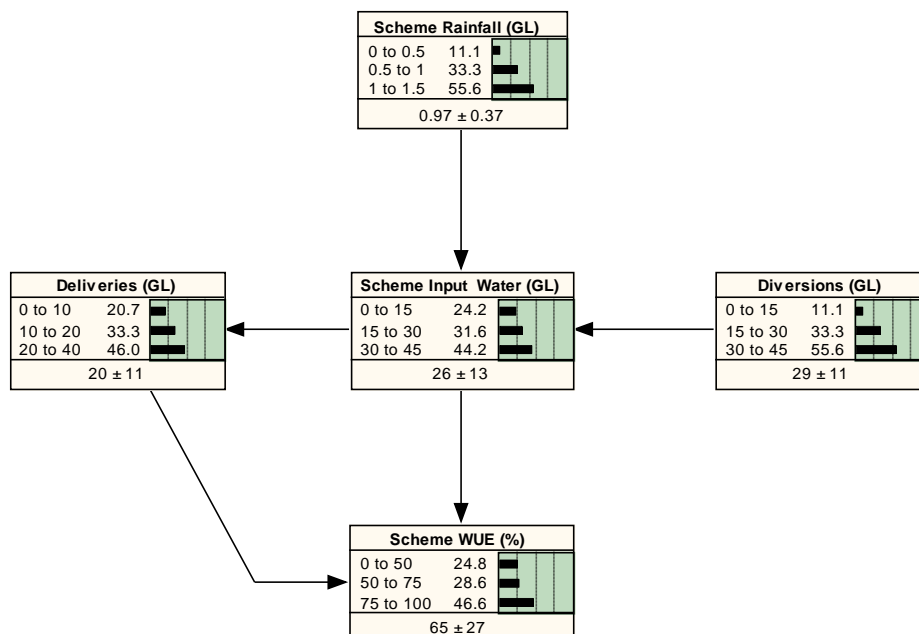 Scheme Rainfall (GL)
0 to 0.5 11.1
0.5 to 1 33.3
1 to 1.5 55.6
0.97 ± 0.37
Deliveries (GL)
0 to 10 20.7
10 to 20 33.3
20 to 40 46.0
20 ± 11
Scheme Input Water (GL)
0 to 15 24.2
15 to 30 31.6
30 to 45 44.2
26 ± 13
Diversions (GL)
0 to 15 11.1
15 to 30 33.3
30 to 45 55.6
29 ± 11
Scheme WUE (%)
0 to 50 24.8
50 to 75 28.6
75 to 100 46.6
65 ± 27